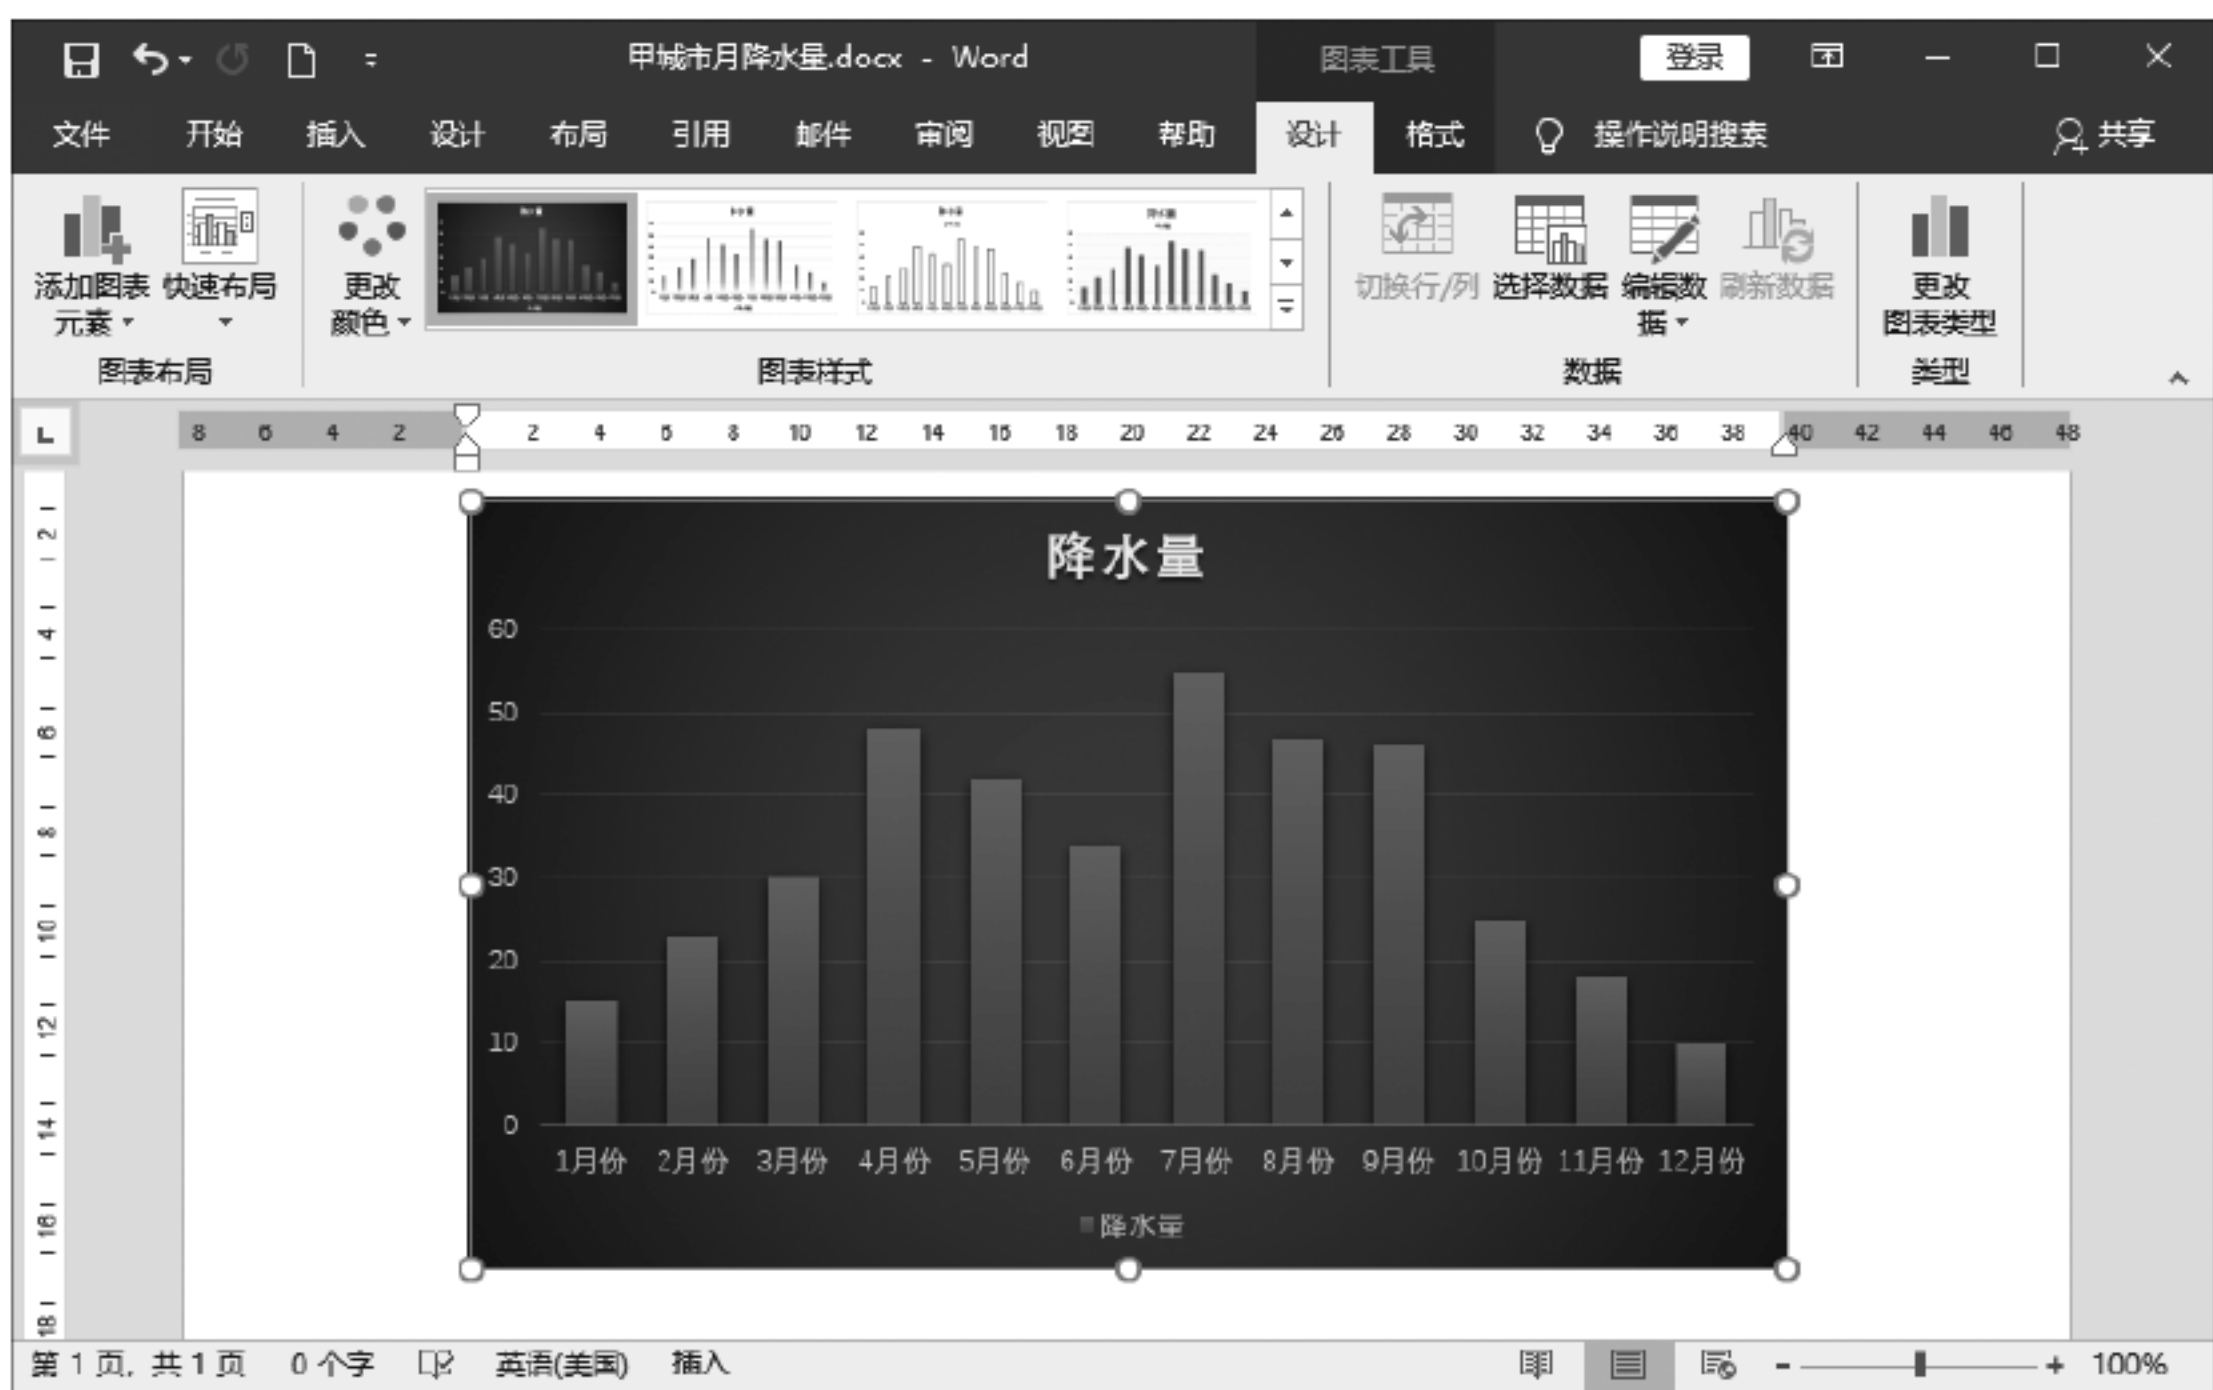 甲城市月降水量.docx - Word
图表工具
登录
文件 开始 插入 设计 布局 引用 邮件 审阅 视图 帮助 设计 格式 操作说明搜索 共享
添加图表元素
快速布局
更改颜色
切换行/列 选择数据 编辑数据 刷新数据
更改图表类型
图表布局 图表样式 数据 类型
8 6 4 2 2 4 6 8 10 12 14 16 18 20 22 24 26 28 30 32 34 36 38 40 42 44 46 48
2
4
6
8
10
12
14
16
18
降水量
60
50
40
30
20
10
0
1月份 2月份 3月份 4月份 5月份 6月份 7月份 8月份 9月份 10月份 11月份 12月份
降水量
第 1 页, 共 1 页 0 个字 英语(美国) 插入 100%